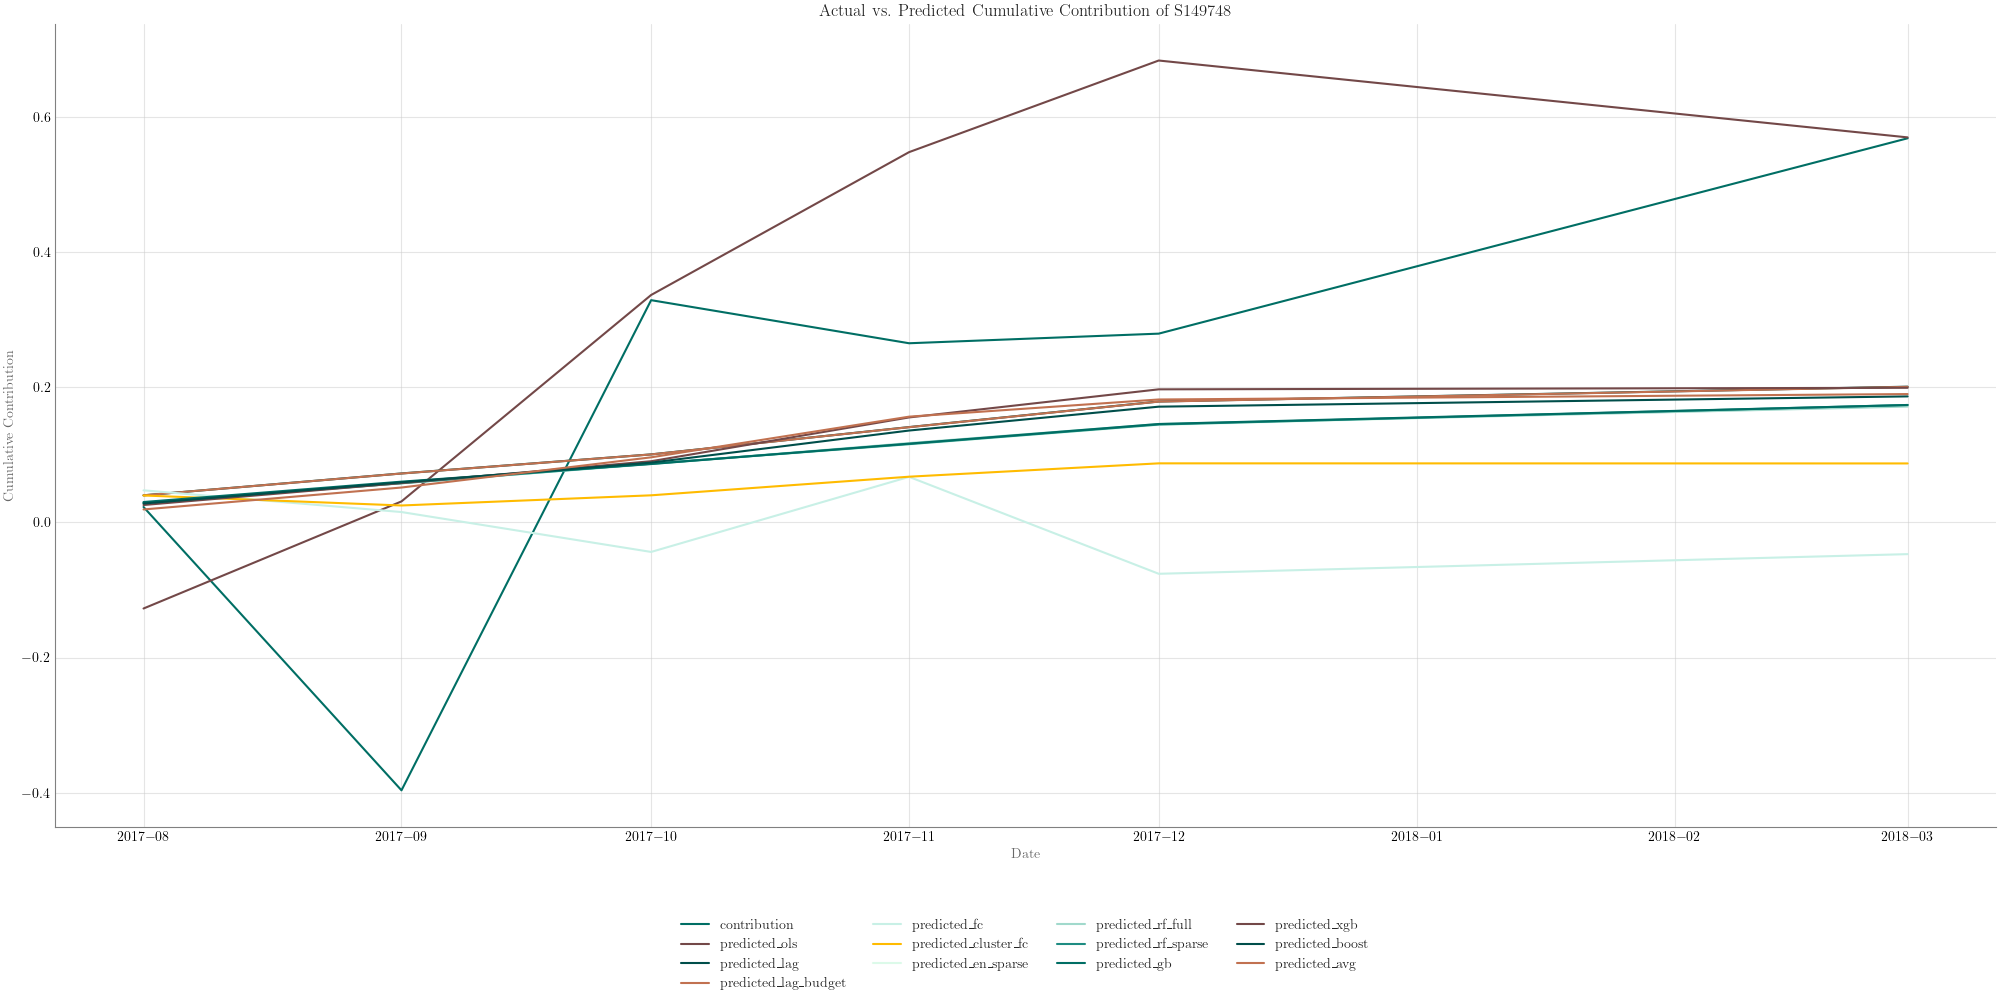 Actual vs. Predicted Cumulative Contribution of S149748
Cumulative Contribution
0.6
0.4
0.2
0.0
−0.2
−0.4
2017−08
2017−09
2017−10
2017−11
2017−12
2018−01
2018−02
2018−03
Date
contribution
predicted_ols
predicted_lag
predicted_lag_budget
predicted_fc
predicted_cluster_fc
predicted_en_sparse
predicted_rf_full
predicted_rf_sparse
predicted_gb
predicted_xgb
predicted_boost
predicted_avg